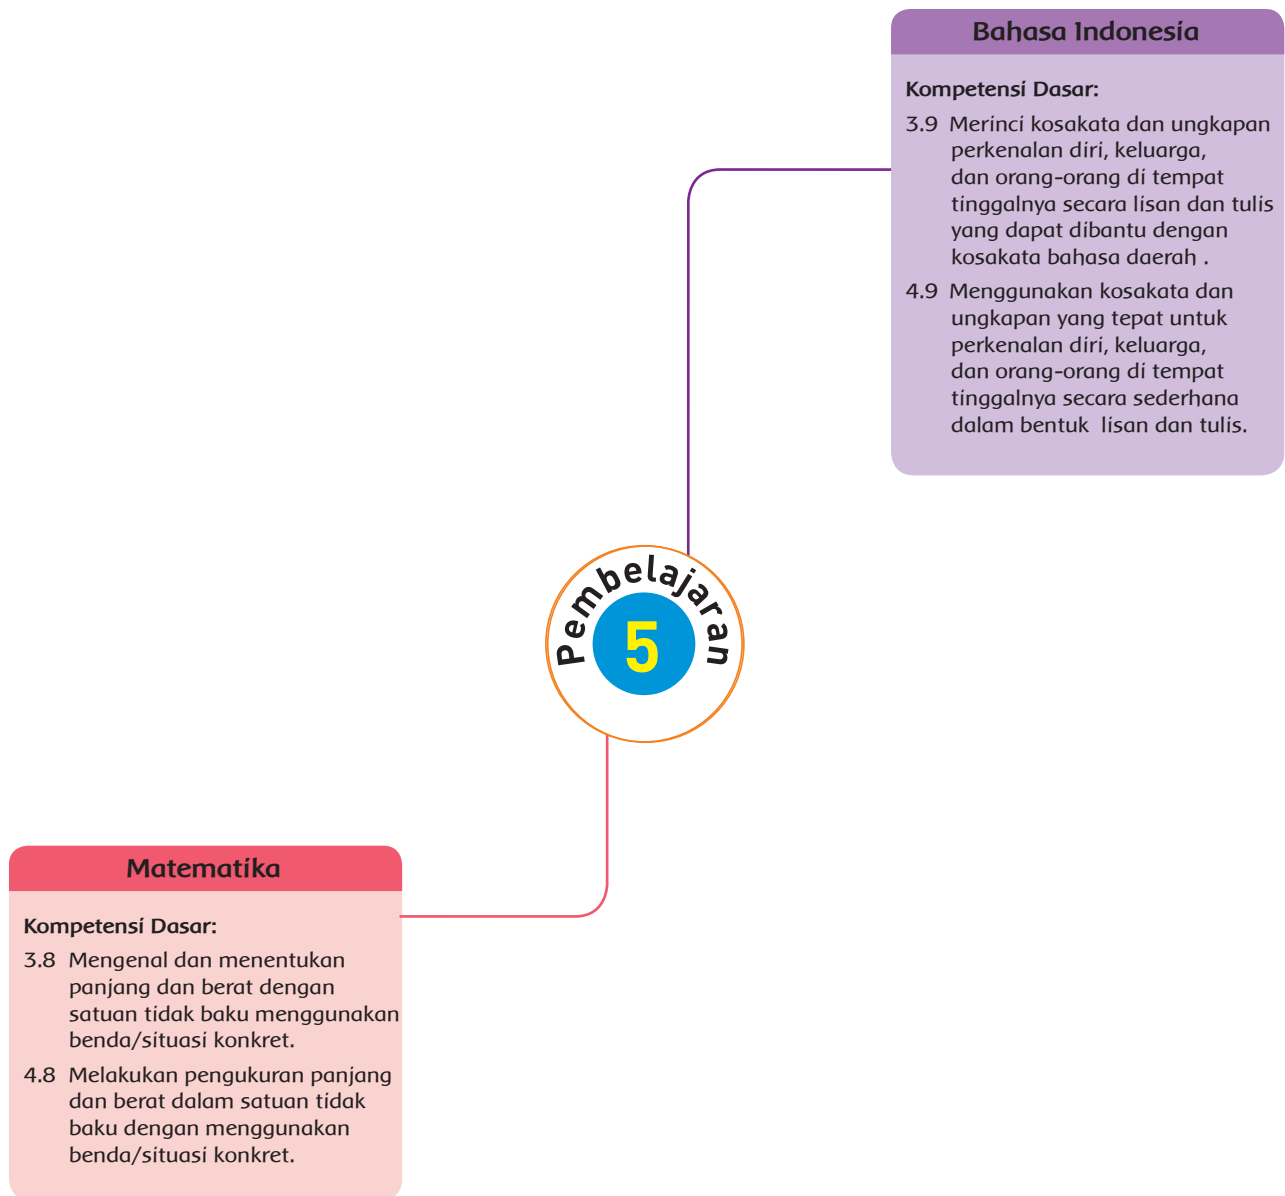 Bahasa Indonesia
Kompetensi Dasar:
3.9 Merinci kosakata dan ungkapan
perkenalan diri, keluarga,
dan orang-orang di tempat
tinggalnya secara lisan dan tulis
yang dapat dibantu dengan
kosakata bahasa daerah .
4.9 Menggunakan kosakata dan
ungkapan yang tepat untuk
perkenalan diri, keluarga,
dan orang-orang di tempat
tinggalnya secara sederhana
dalam bentuk lisan dan tulis.
Pembelajaran
5
Matematika
Kompetensi Dasar:
3.8 Mengenal dan menentukan
panjang dan berat dengan
satuan tidak baku menggunakan
benda/situasi konkret.
4.8 Melakukan pengukuran panjang
dan berat dalam satuan tidak
baku dengan menggunakan
benda/situasi konkret.